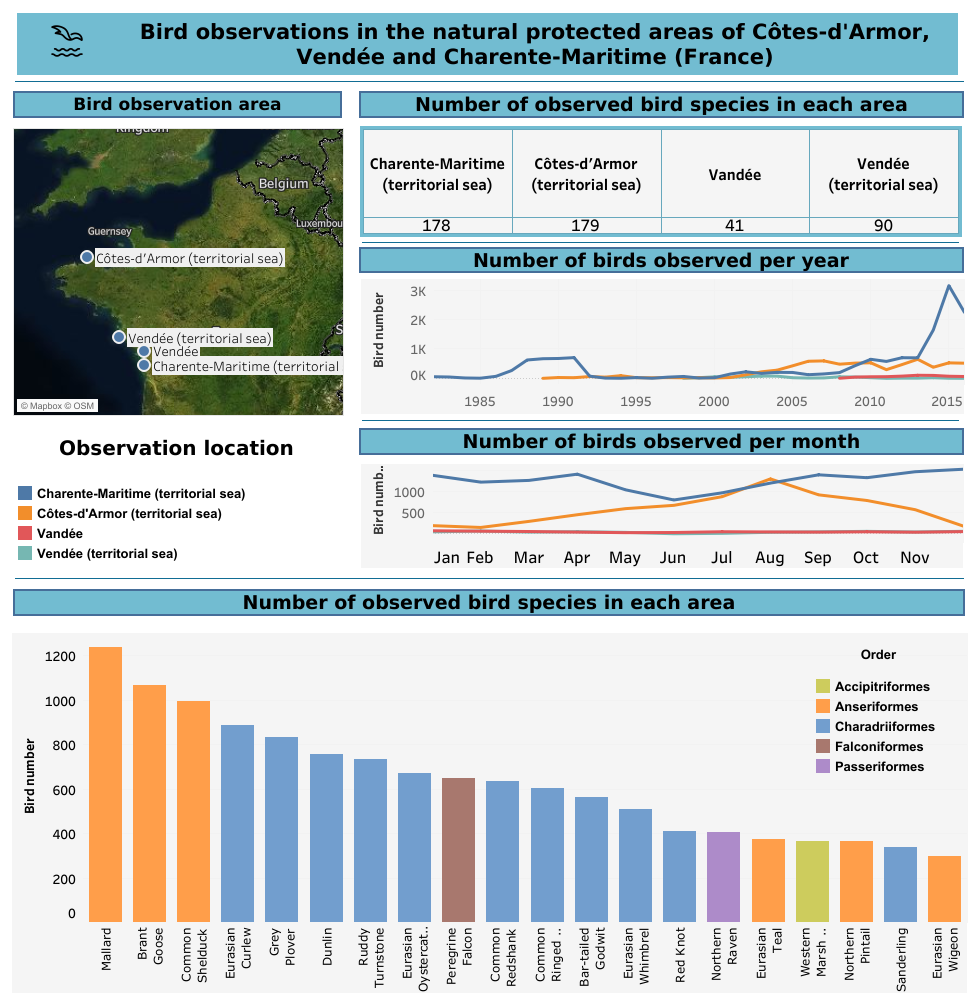 Bird observations in the natural protected areas of Côtes-d'Armor,
Vendée and Charente-Maritime (France)
Bird observation area
Belgium
Luxembou
Guernsey
Côtes-d’Armor (territorial sea)
Vendée (territorial sea)
Vendée
Charente-Maritime (territorial
© Mapbox © OSM
Number of observed bird species in each area
Charente-Maritime
(territorial sea)
Côtes-d’Armor
(territorial sea)
Vandée
Vendée
(territorial sea)
178
179
41
90
Number of birds observed per year
Bird number
3K
2K
1K
0K
1985 1990 1995 2000 2005 2010 2015
Observation location
Charente-Maritime (territorial sea)
Côtes-d'Armor (territorial sea)
Vandée
Vendée (territorial sea)
Number of birds observed per month
Bird numb..
1000
500
Jan Feb Mar Apr May Jun Jul Aug Sep Oct Nov
Number of observed bird species in each area
Bird number
1200
1000
800
600
400
200
0
Order
Accipitriformes
Anseriformes
Charadriiformes
Falconiformes
Passeriformes
Mallard
Brant
Goose
Common
Shelduck
Eurasian
Curlew
Grey
Plover
Dunlin
Ruddy
Turnstone
Eurasian
Oystercat..
Peregrine
Falcon
Common
Redshank
Common
Ringed ..
Bar-tailed
Godwit
Eurasian
Whimbrel
Red Knot
Northern
Raven
Eurasian
Teal
Western
Marsh ..
Northern
Pintail
Sanderling
Eurasian
Wigeon